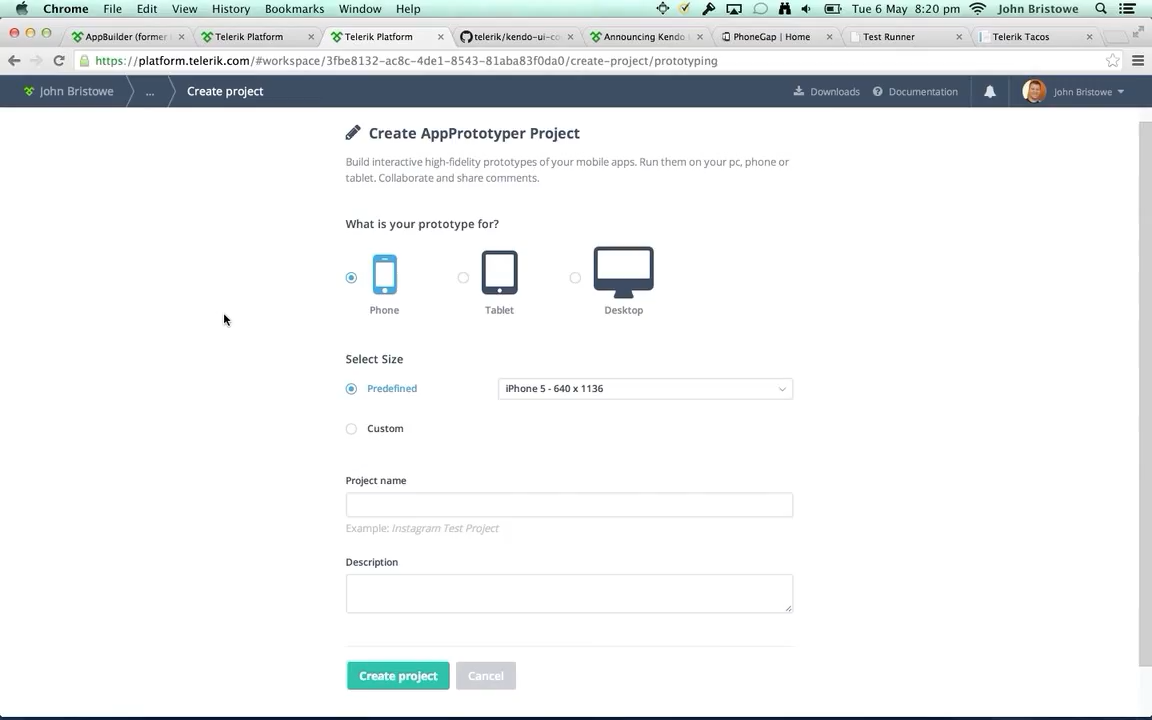 Chrome File Edit View History Bookmarks Window Help Tue 6 May 8:20 pm John Bristowe
AppBuilder (former Telerik Platform Telerik Platform telerik/kendo-ui-co Announcing Kendo PhoneGap | Home Test Runner Telerik Tacos
https://platform.telerik.com/#workspace/3fbe8132-ac8c-4de1-8543-81aba83f0da0/create-project/prototyping
John Bristowe ... Create project Downloads Documentation John Bristowe
Create AppPrototyper Project
Build interactive high-fidelity prototypes of your mobile apps. Run them on your pc, phone or
tablet. Collaborate and share comments.
What is your prototype for?
Phone Tablet Desktop
Select Size
Predefined iPhone 5 - 640 x 1136
Custom
Project name
Example: Instagram Test Project
Description
Create project Cancel